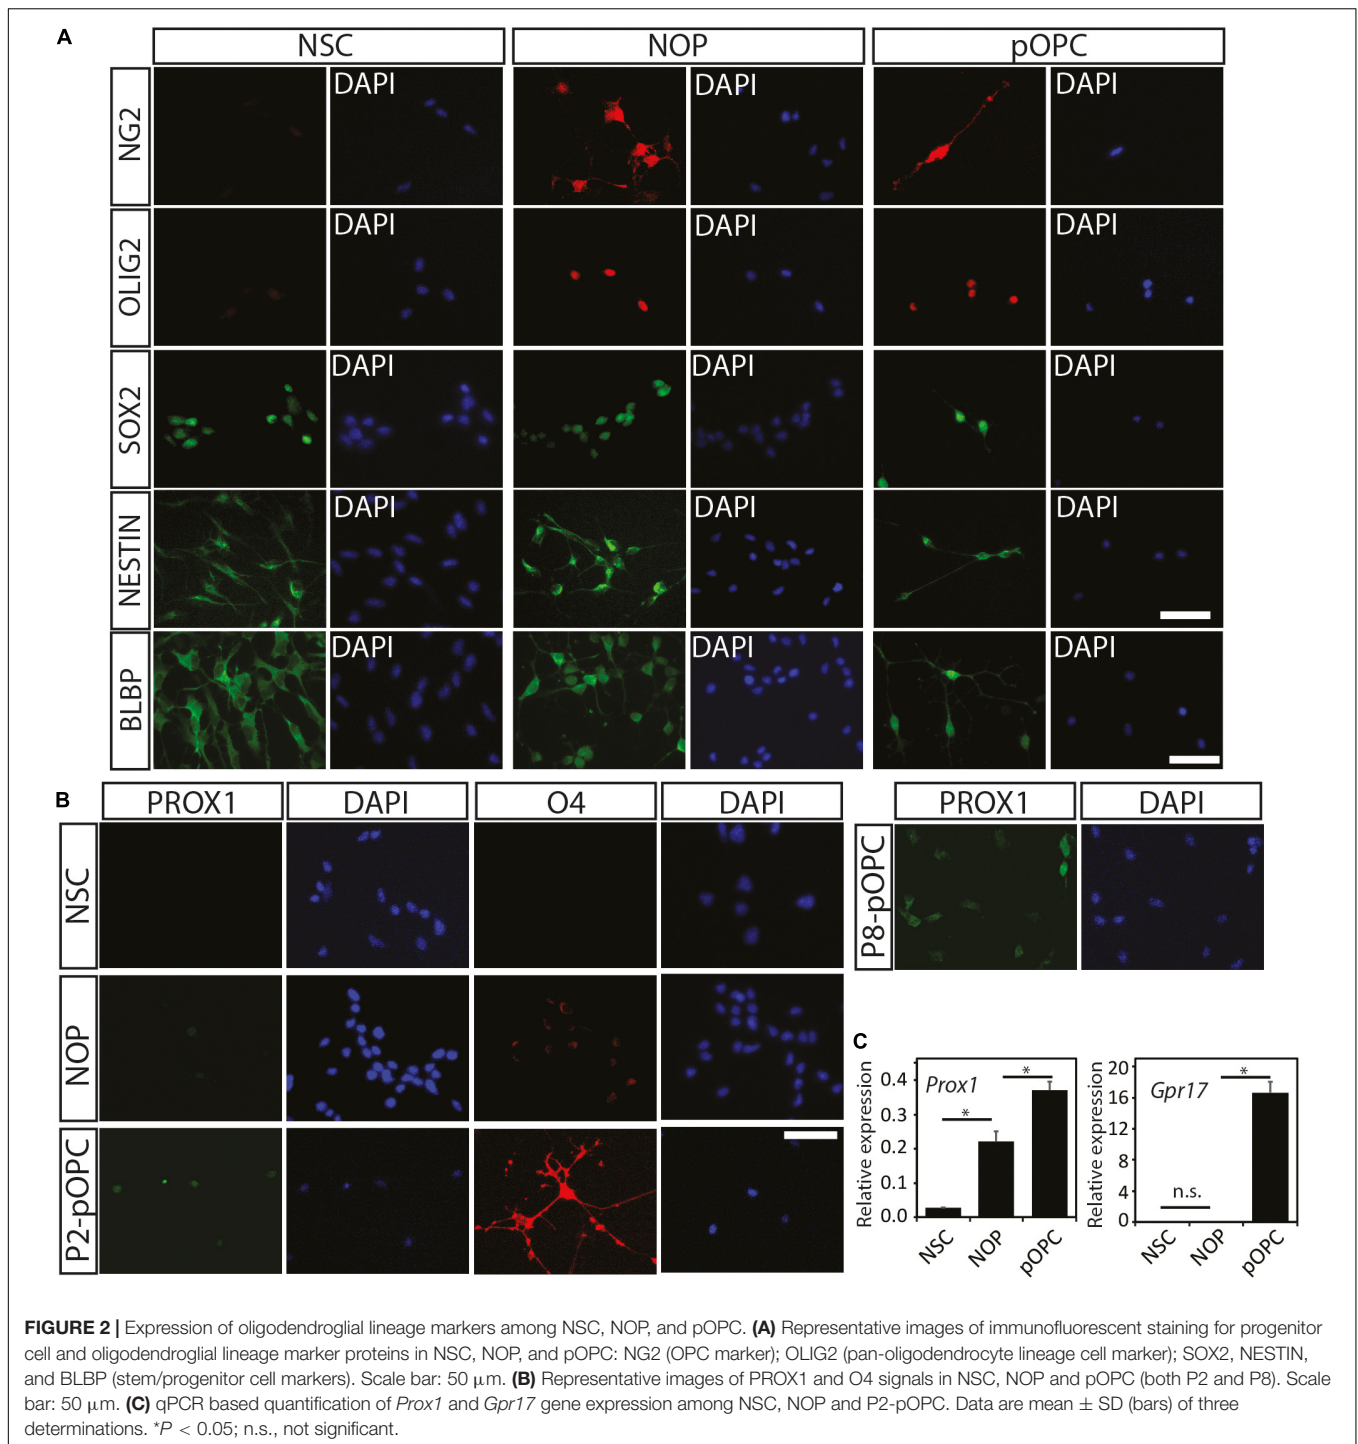 A
NSC NOP pOPC
NG2 DAPI DAPI DAPI
OLIG2 DAPI DAPI DAPI
SOX2 DAPI DAPI DAPI
NESTIN DAPI DAPI DAPI
BLBP DAPI DAPI DAPI
B
PROX1 DAPI O4 DAPI
NSC
NOP
P2-pOPC
PROX1 DAPI
P8-pOPC
C
Relative expression
0.4
0.3
0.2
0.1
0.0
Prox1
*
*
NSC NOP pOPC
Relative expression
20
16
12
8
4
0
Gpr17
*
n.s.
NSC NOP pOPC
FIGURE 2 | Expression of oligodendroglial lineage markers among NSC, NOP, and pOPC. (A) Representative images of immunofluorescent staining for progenitor
cell and oligodendroglial lineage marker proteins in NSC, NOP, and pOPC: NG2 (OPC marker); OLIG2 (pan-oligodendrocyte lineage cell marker); SOX2, NESTIN,
and BLBP (stem/progenitor cell markers). Scale bar: 50 μm. (B) Representative images of PROX1 and O4 signals in NSC, NOP and pOPC (both P2 and P8). Scale
bar: 50 μm. (C) qPCR based quantification of Prox1 and Gpr17 gene expression among NSC, NOP and P2-pOPC. Data are mean ± SD (bars) of three
determinations. *P < 0.05; n.s., not significant.